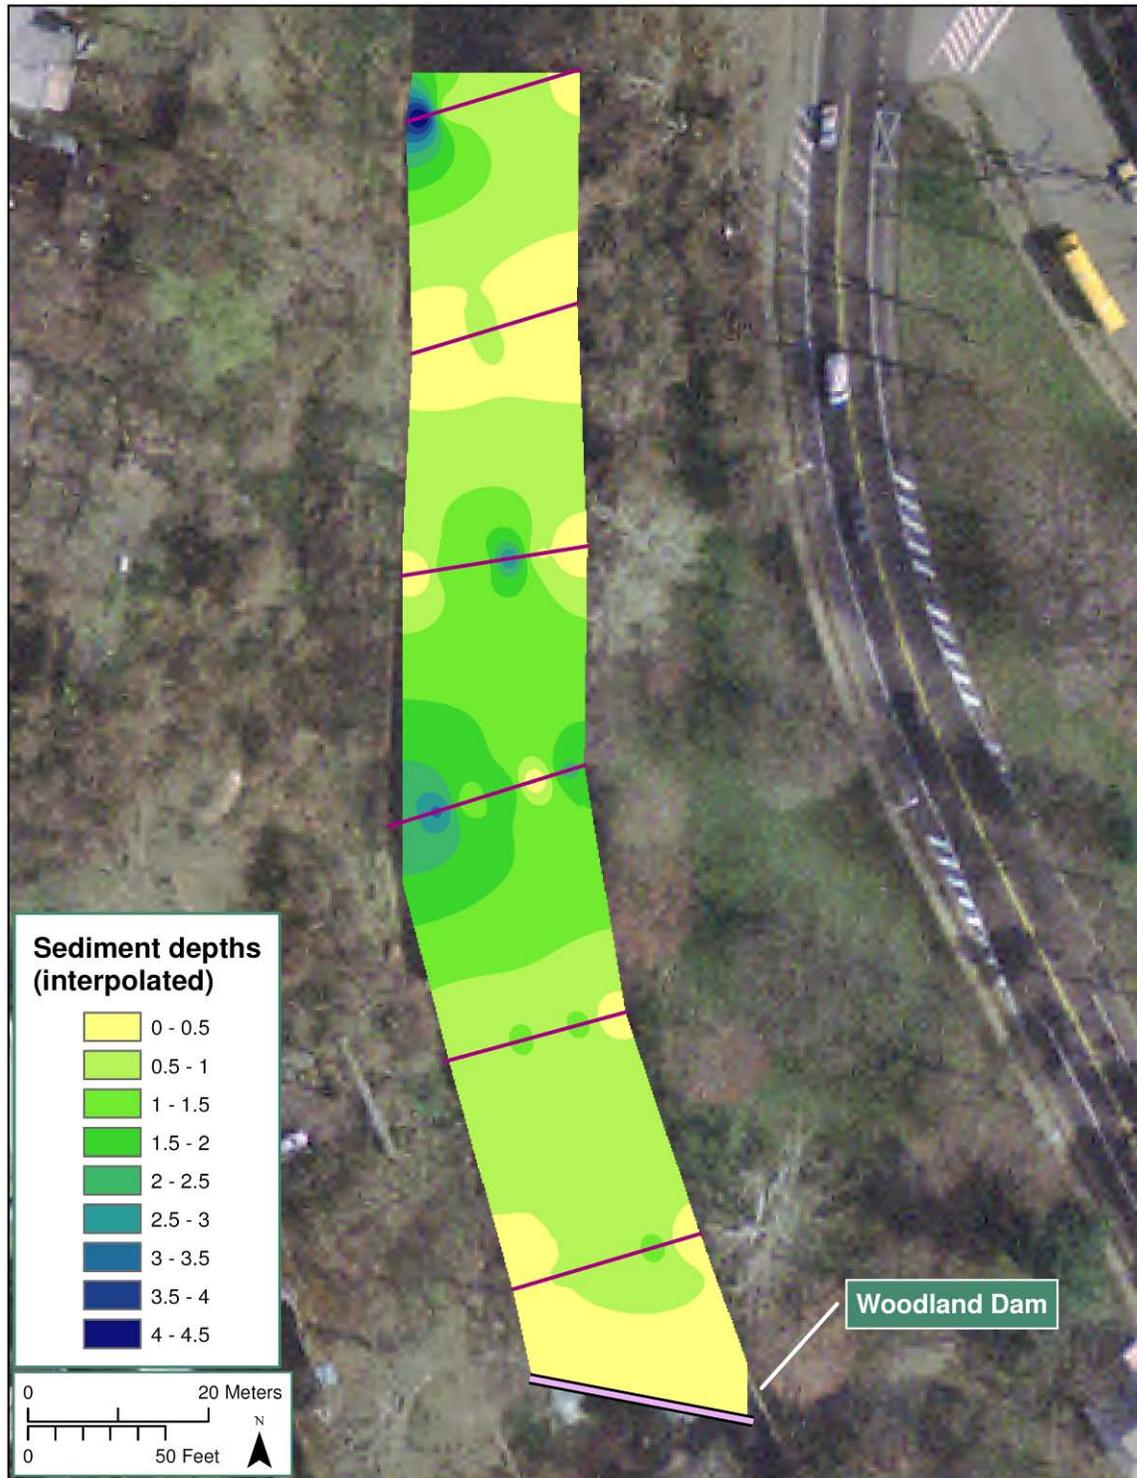 Sediment depths
(interpolated)
0 - 0.5
0.5 - 1
1 - 1.5
1.5 - 2
2 - 2.5
2.5 - 3
3 - 3.5
3.5 - 4
4 - 4.5
Woodland Dam
0 20 Meters
0 50 Feet
N